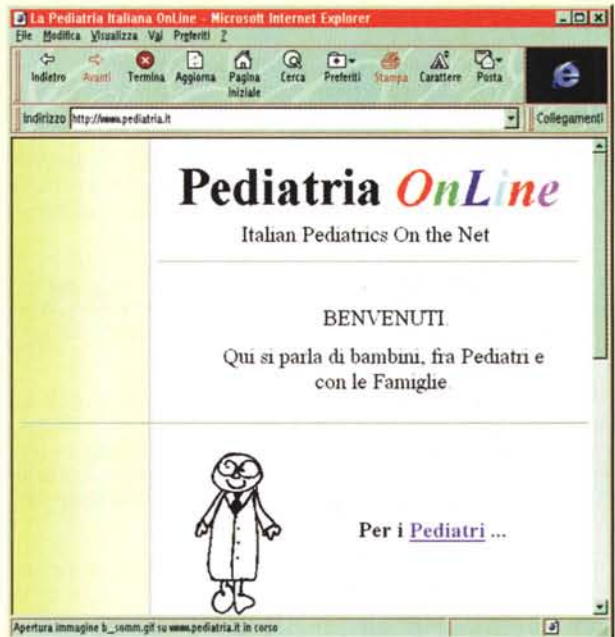 La Pediatria Italiana OnLine - Microsoft Internet Explorer
File Modifica Visualizza Vai Preferiti ?
Indietro Avanti Termina Aggiorna Pagina Iniziale Cerca Preferiti Stampa Carattere Posta
Indirizzo http://www.pediatria.it Collegamenti
Pediatria OnLine
Italian Pediatrics On the Net
BENVENUTI
Qui si parla di bambini, fra Pediatri e
con le Famiglie
Per i Pediatri ...
Apertura immagine b_somm.gif su www.pediatria.it in corso